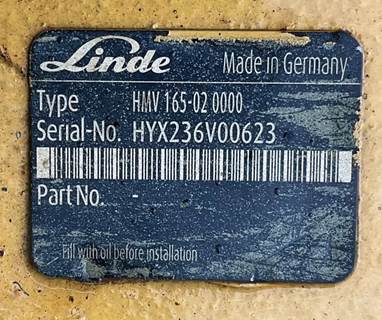 Linde Made in Germany
Type HMV 165-02 0000
Serial-No. HYX236V00623
Part No. -
Fill with oil before installation